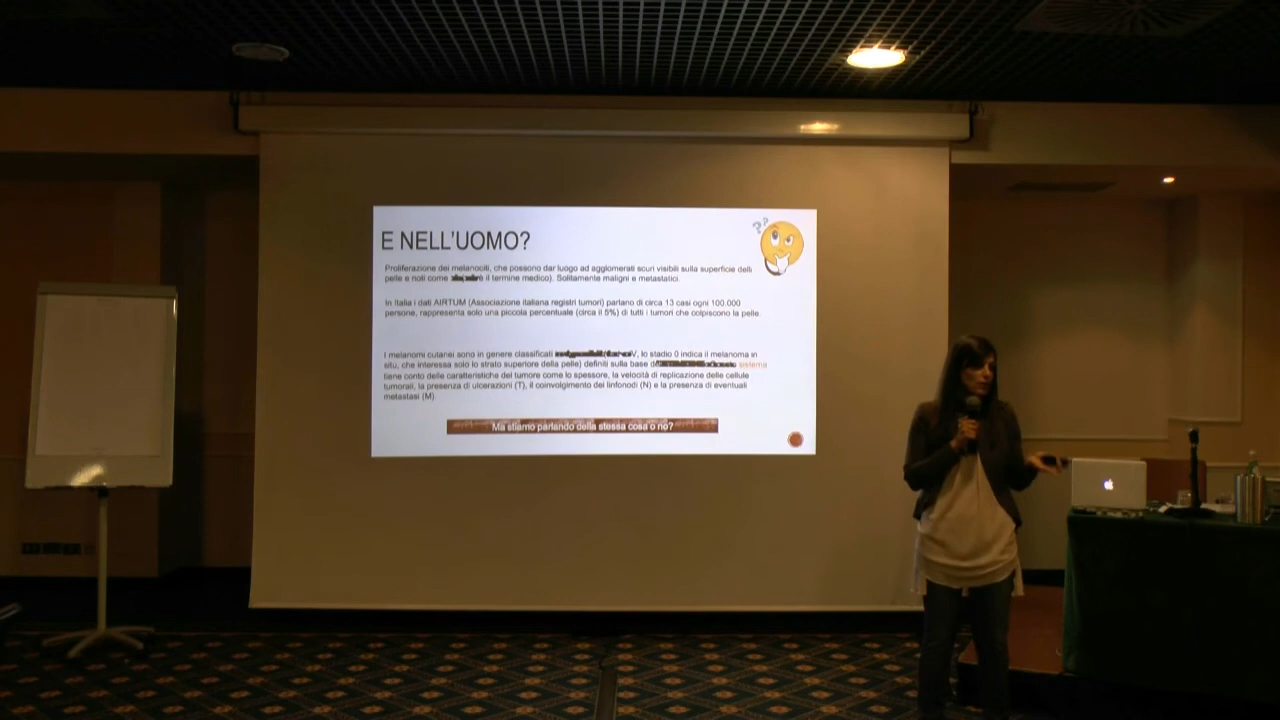 E NELL'UOMO?
??
Proliferazione dei melanociti, che possono dar luogo ad agglomerati scuri visibili sulla superficie della
pelle e noti come è il termine medico). Solitamente maligni e metastatici.
In Italia i dati AIRTUM (Associazione italiana registri tumori) parlano di circa 13 casi ogni 100.000
persone, rappresenta solo una piccola percentuale (circa il 5%) di tutti i tumori che colpiscono la pelle.
I melanomi cutanei sono in genere classificati V, lo stadio 0 indica il melanoma in
situ, che interessa solo lo strato superiore della pelle) definiti sulla base sistema
tiene conto delle caratteristiche del tumore come lo spessore, la velocità di replicazione delle cellule
tumorali, la presenza di ulcerazioni (T), il coinvolgimento dei linfonodi (N) e la presenza di eventuali
metastasi (M)
Ma stiamo parlando della stessa cosa o no?